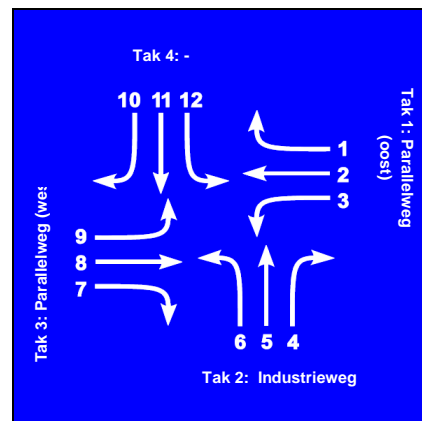 Tak 4: -
10 11 12
Tak 1: Parallelweg
(oost)
1
2
3
9
8
7
Tak 3: Parallelweg (wes
6 5 4
Tak 2: Industrieweg